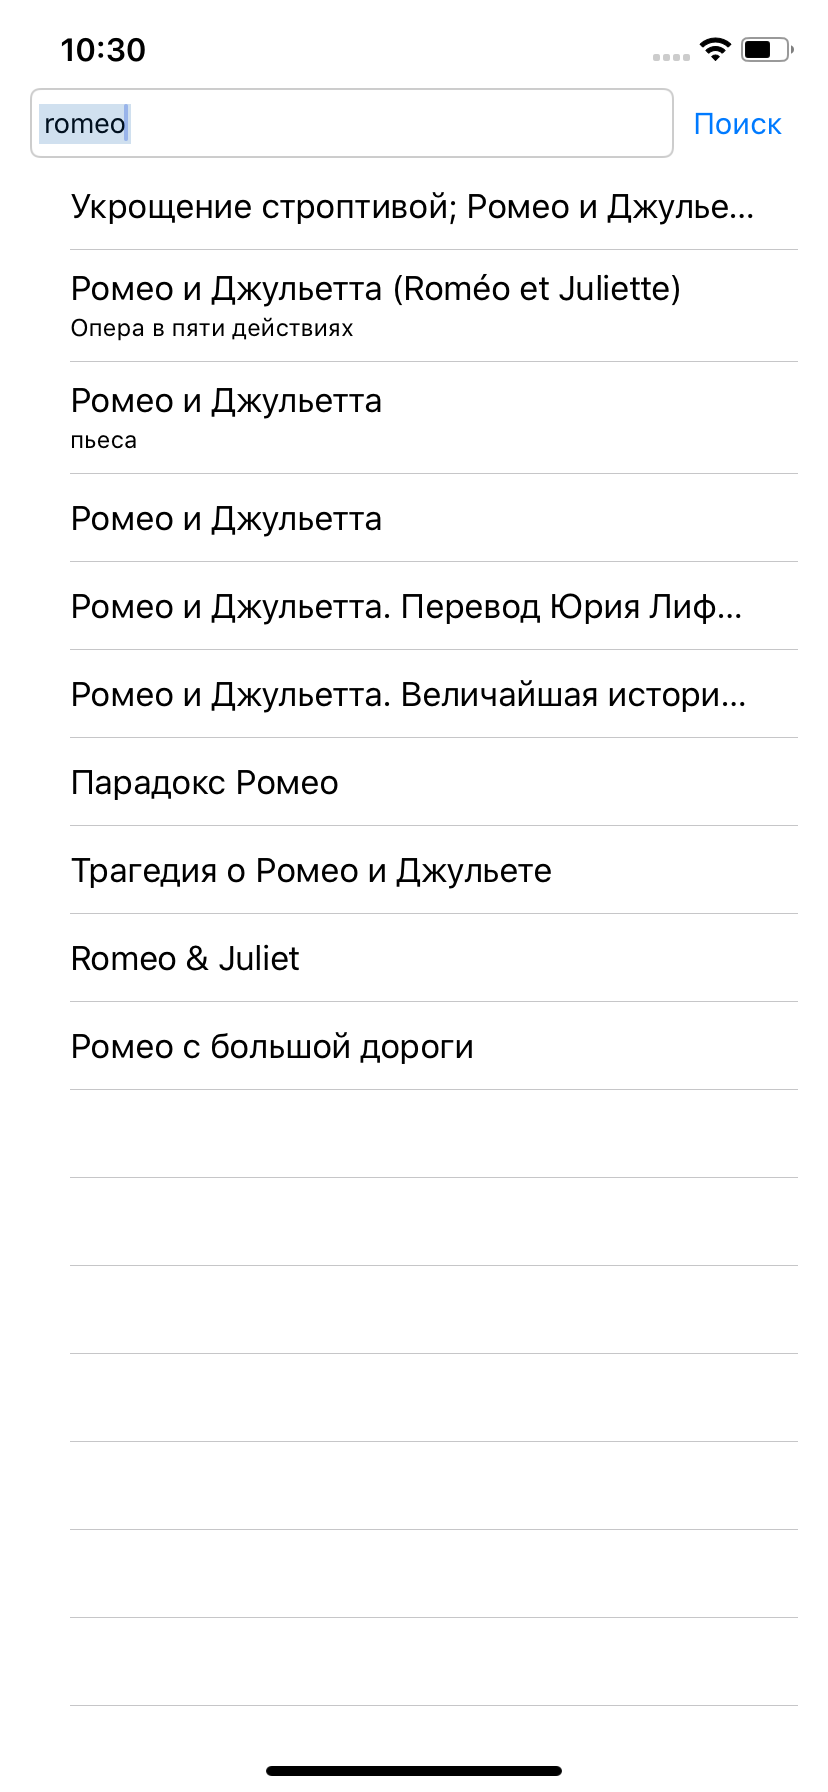 10:30
romeo
Поиск
Укрощение строптивой; Ромео и Джулье...
Ромео и Джульетта (Roméo et Juliette)
Опера в пяти действиях
Ромео и Джульетта
пьеса
Ромео и Джульетта
Ромео и Джульетта. Перевод Юрия Лиф...
Ромео и Джульетта. Величайшая истори...
Парадокс Ромео
Трагедия о Ромео и Джульете
Romeo & Juliet
Ромео с большой дороги